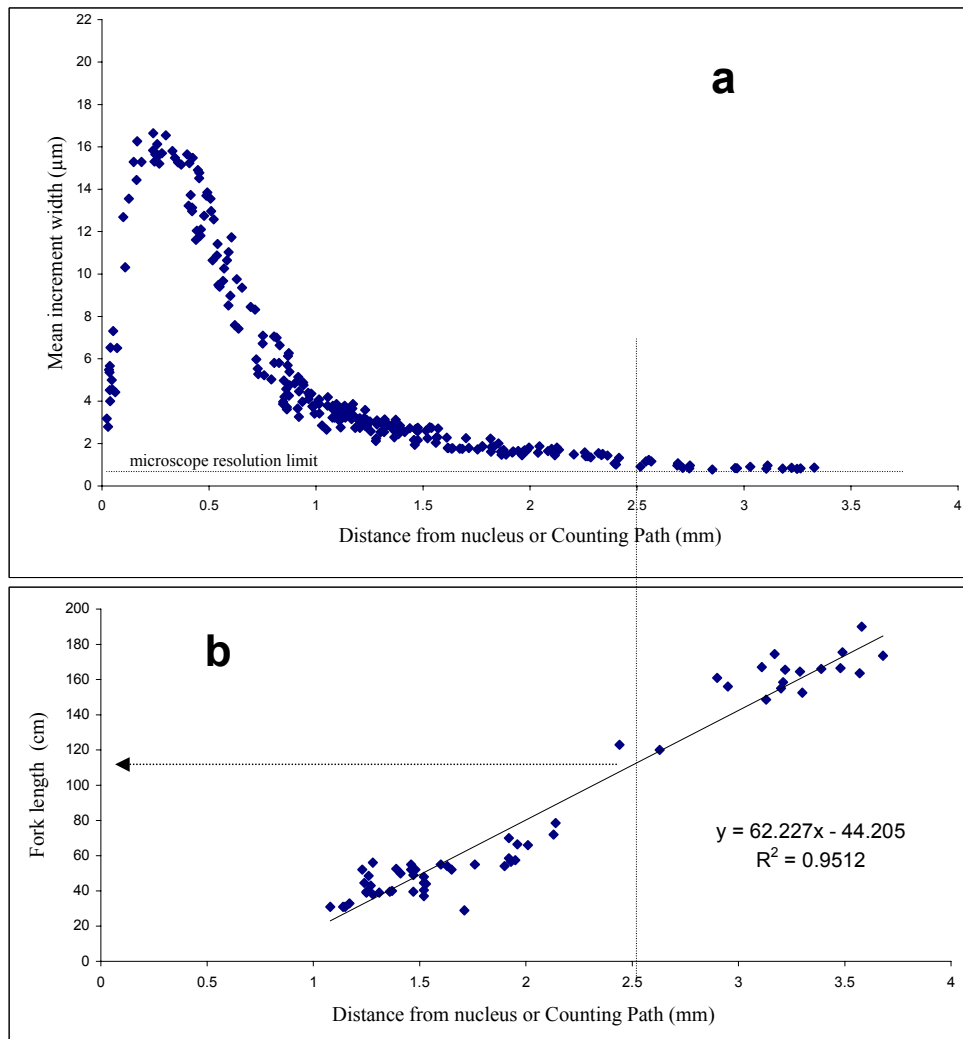 22
20
18
16
14
12
10
8
6
4
2
0
Mean increment width (µm)
a
microscope resolution limit
0 0.5 1 1.5 2 2.5 3 3.5 4
Distance from nucleus or Counting Path (mm)
200
180
160
140
120
100
80
60
40
20
0
Fork length (cm)
b
y = 62.227x - 44.205
R² = 0.9512
0 0.5 1 1.5 2 2.5 3 3.5 4
Distance from nucleus or Counting Path (mm)